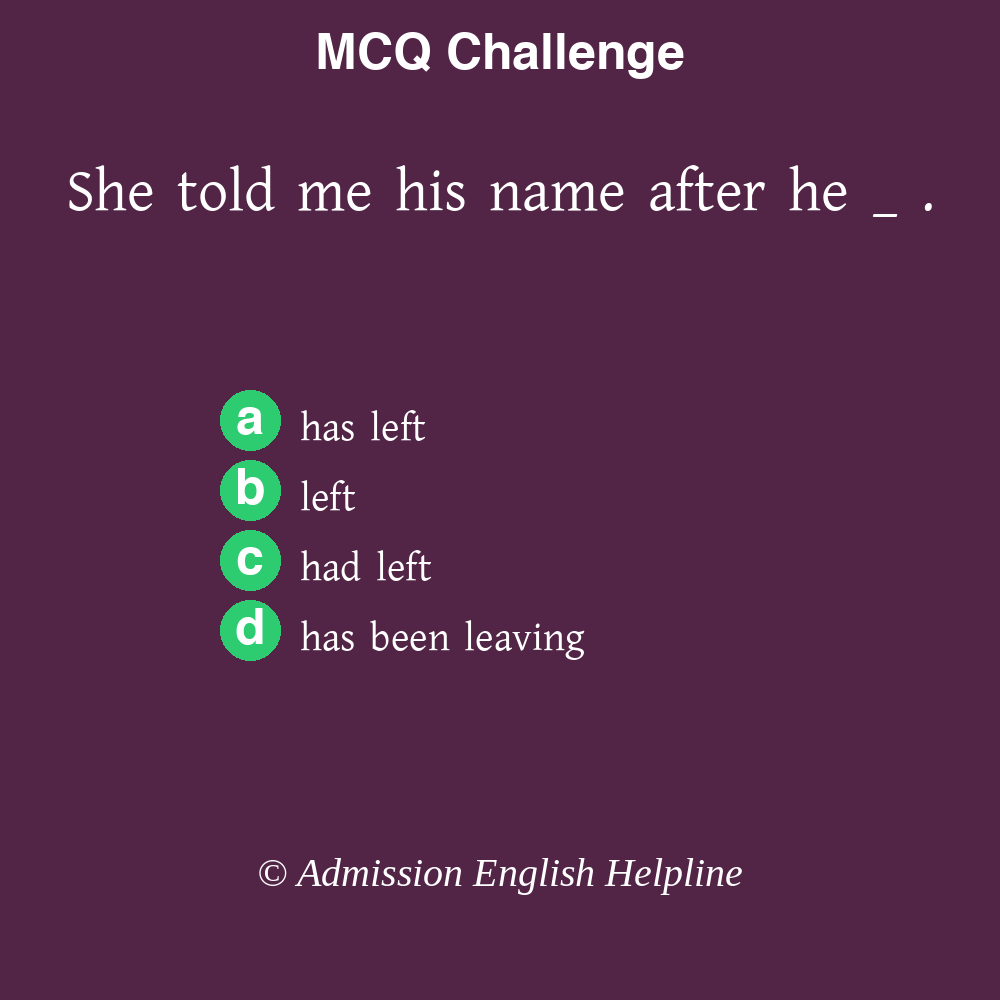 MCQ Challenge
She told me his name after he _ .
a has left
b left
c had left
d has been leaving
© Admission English Helpline